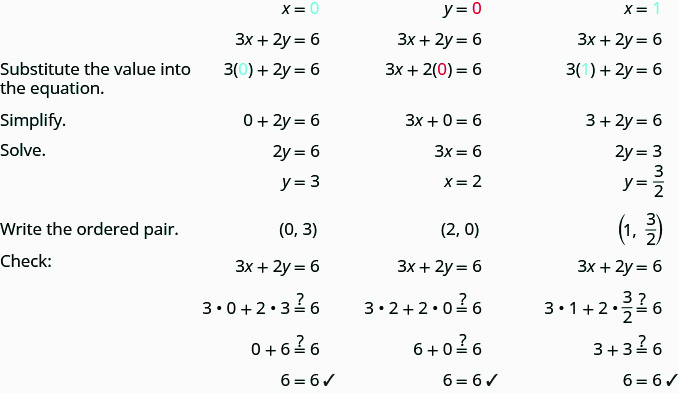 x = 0 y = 0 x = 1
3x + 2y = 6 3x + 2y = 6 3x + 2y = 6
Substitute the value into 3(0) + 2y = 6 3x + 2(0) = 6 3(1) + 2y = 6
the equation.
Simplify. 0 + 2y = 6 3x + 0 = 6 3 + 2y = 6
Solve. 2y = 6 3x = 6 2y = 3
y = 3 x = 2 y = 3/2
Write the ordered pair. (0, 3) (2, 0) (1, 3/2)
Check: 3x + 2y = 6 3x + 2y = 6 3x + 2y = 6
3 • 0 + 2 • 3 ≟ 6 3 • 2 + 2 • 0 ≟ 6 3 • 1 + 2 • 3/2 ≟ 6
0 + 6 ≟ 6 6 + 0 ≟ 6 3 + 3 ≟ 6
6 = 6 ✓ 6 = 6 ✓ 6 = 6 ✓